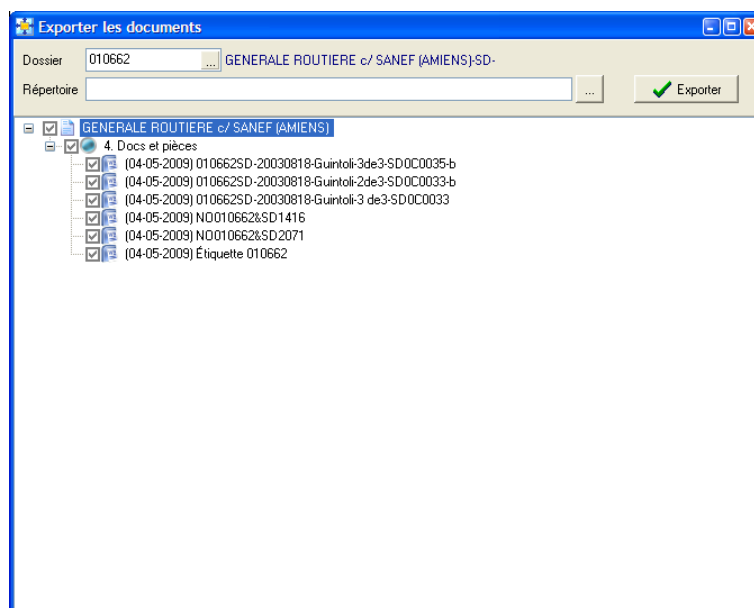 Exporter les documents
Dossier 010662 ... GENERALE ROUTIERE c/ SANEF (AMIENS)-SD-
Répertoire ... Exporter
GENERALE ROUTIERE c/ SANEF (AMIENS)
4. Docs et pièces
(04-05-2009) 010662SD-20030818-Guintoli-3de3-SD0C0035-b
(04-05-2009) 010662SD-20030818-Guintoli-2de3-SD0C0033-b
(04-05-2009) 010662SD-20030818-Guintoli-3 de3-SD0C0033
(04-05-2009) NO010662&SD1416
(04-05-2009) NO010662&SD2071
(04-05-2009) Étiquette 010662